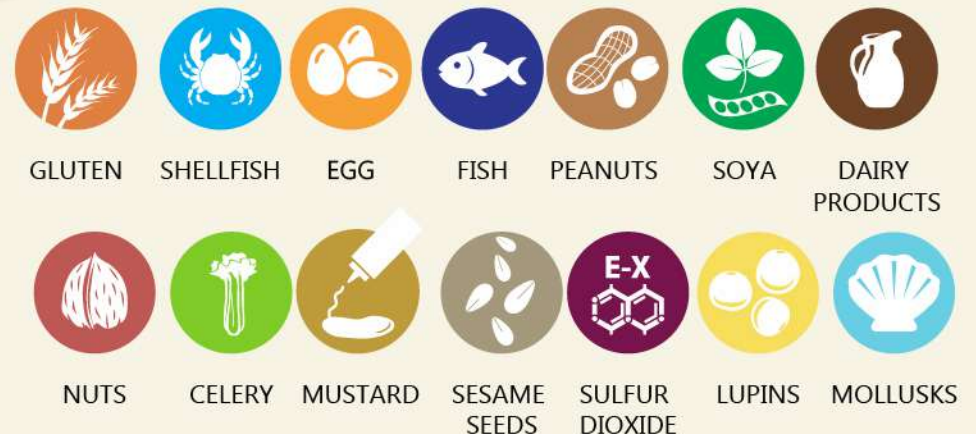 GLUTEN SHELLFISH EGG FISH PEANUTS SOYA DAIRY
PRODUCTS
E-X
NUTS CELERY MUSTARD SESAME SULFUR LUPINS MOLLUSKS
SEEDS DIOXIDE